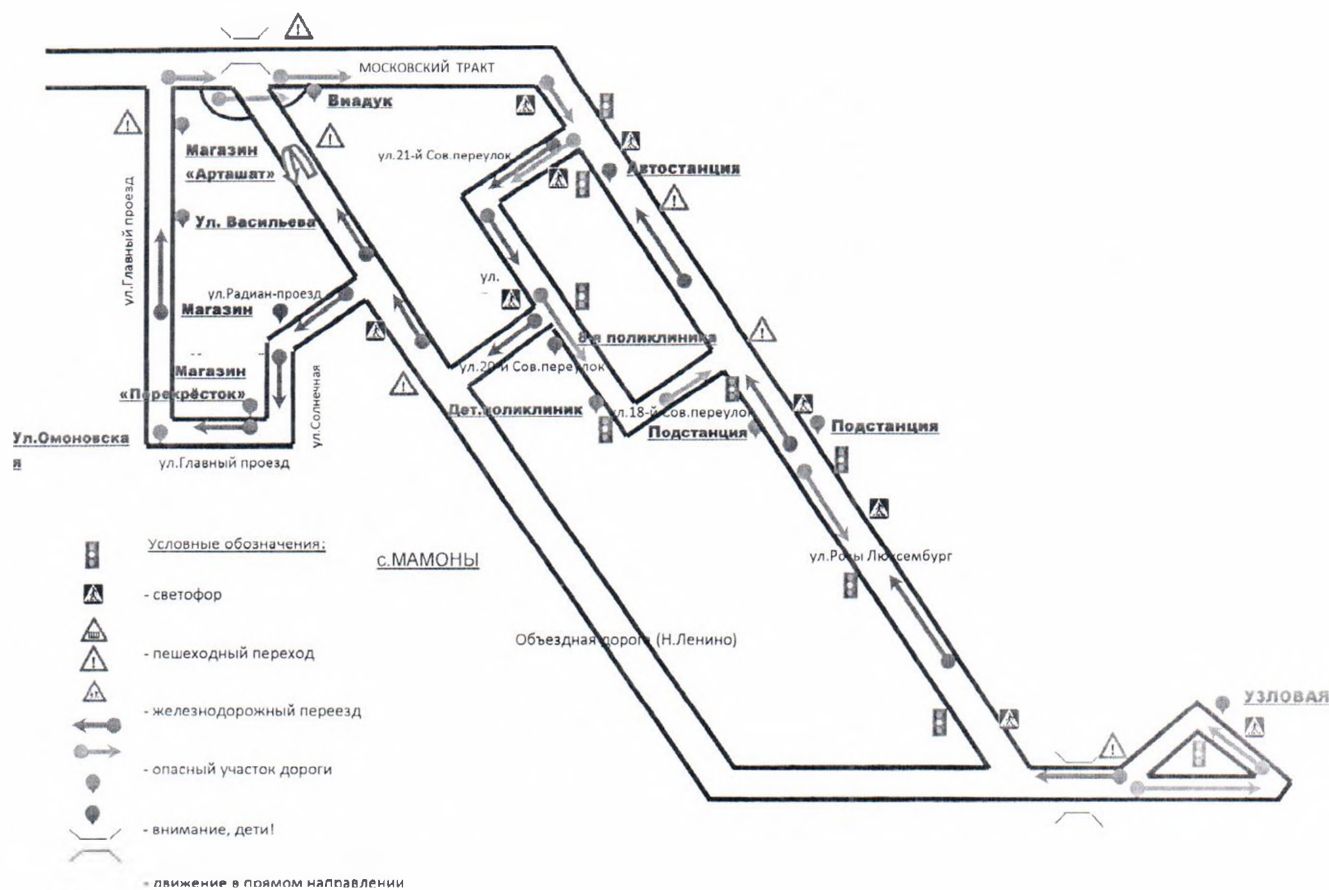 МОСКОВСКИЙ ТРАКТ
Виадук
Магазин
«Арташат»
ул.21-й Сов.переулок
Автостанция
ул.Главный проезд
Ул. Васильева
ул.
ул.Радиан-проезд
Магазин
8-я поликлиника
Магазин
«Перекрёсток»
ул.20-й Сов.переулок
ул.Солнечная
Дет.поликлиник
ул.18-й Сов.переулок
Подстанция
Подстанция
Ул.Омоновска
я
ул.Главный проезд
Условные обозначения:
с.МАМОНЫ
ул.Розы Люксембург
- светофор
Объездная дорога (Н.Ленино)
- пешеходный переход
УЗЛОВАЯ
- железнодорожный переезд
- опасный участок дороги
- внимание, дети!
- движение в прямом направлении